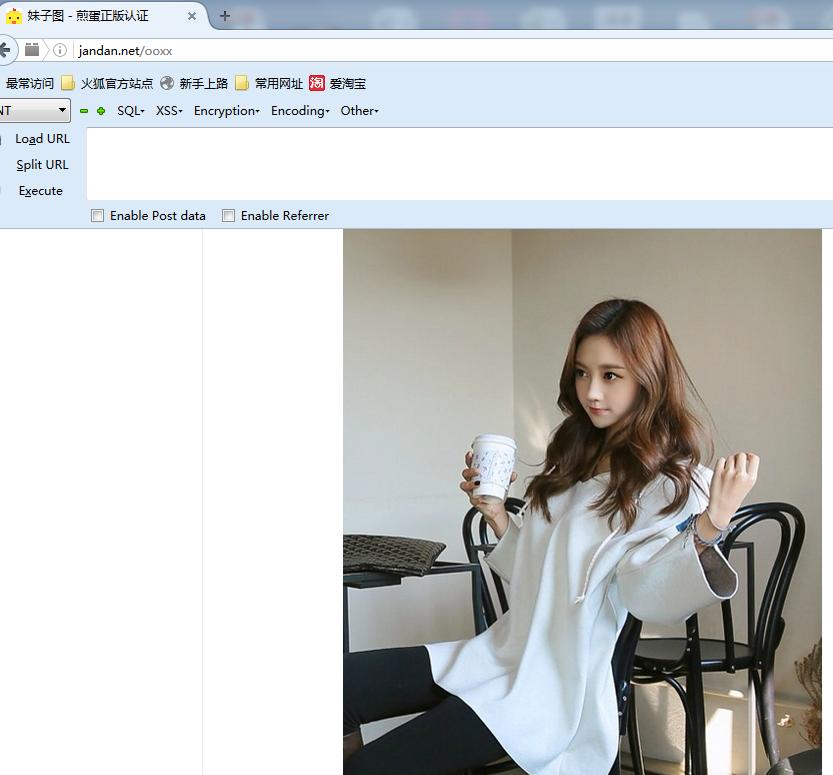 妹子图 - 煎蛋正版认证
jandan.net/ooxx
最常访问 火狐官方站点 新手上路 常用网址 淘 爱淘宝
NT SQL XSS Encryption Encoding Other
Load URL
Split URL
Execute
Enable Post data Enable Referrer